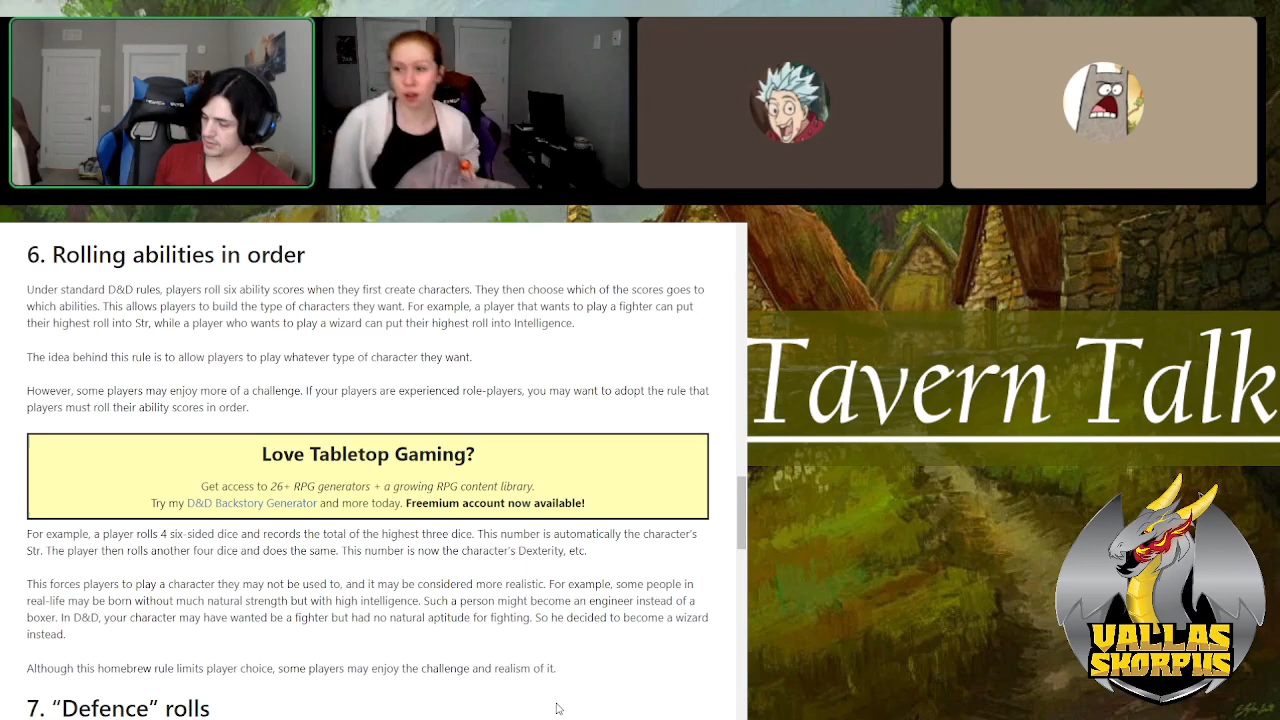 6. Rolling abilities in order
Under standard D&D rules, players roll six ability scores when they first create characters. They then choose which of the scores goes to
which abilities. This allows players to build the type of characters they want. For example, a player that wants to play a fighter can put
their highest roll into Str, while a player who wants to play a wizard can put their highest roll into Intelligence.
The idea behind this rule is to allow players to play whatever type of character they want.
However, some players may enjoy more of a challenge. If your players are experienced role-players, you may want to adopt the rule that
players must roll their ability scores in order.
Love Tabletop Gaming?
Get access to 26+ RPG generators + a growing RPG content library.
Try my D&D Backstory Generator and more today. Freemium account now available!
For example, a player rolls 4 six-sided dice and records the total of the highest three dice. This number is automatically the character's
Str. The player then rolls another four dice and does the same. This number is now the character's Dexterity, etc.
This forces players to play a character they may not be used to, and it may be considered more realistic. For example, some people in
real-life may be born without much natural strength but with high intelligence. Such a person might become an engineer instead of a
boxer. In D&D, your character may have wanted be a fighter but had no natural aptitude for fighting. So he decided to become a wizard
instead.
Although this homebrew rule limits player choice, some players may enjoy the challenge and realism of it.
7. “Defence” rolls
Tavern Talk
VALLAS
SKORPUS